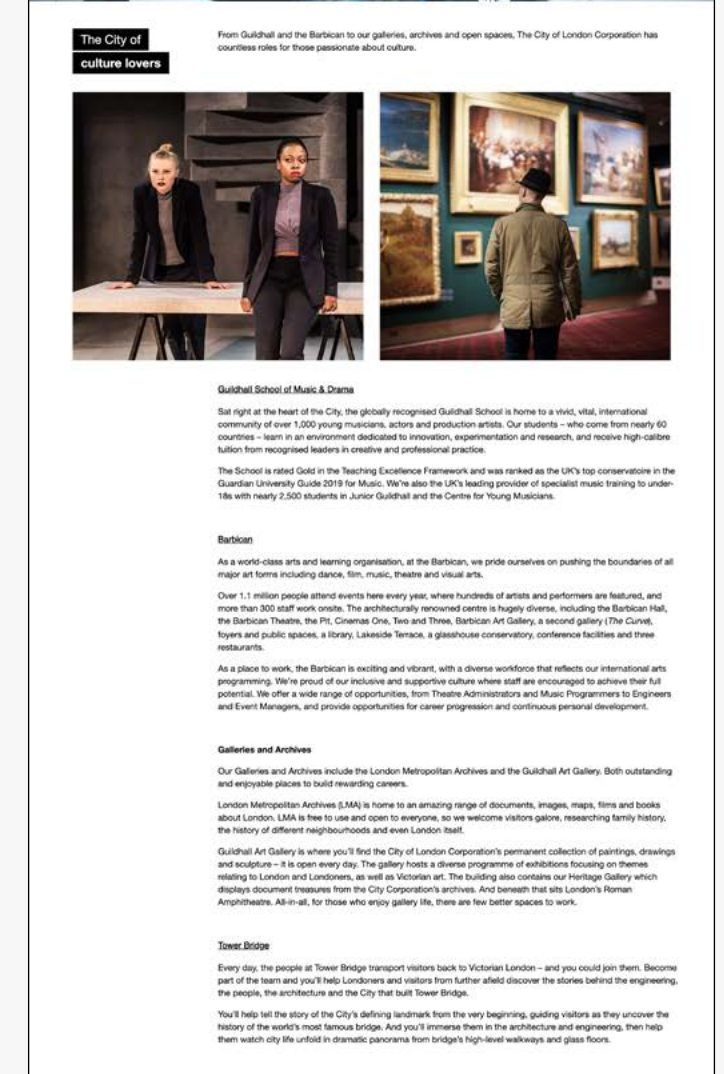 The City of
culture lovers
From Guildhall and the Barbican to our galleries, archives and open spaces, The City of London Corporation has
countless roles for those passionate about culture.
Guildhall School of Music & Drama
Sat right at the heart of the City, the globally recognised Guildhall School is home to a vivid, vital, international
community of over 1,000 young musicians, actors and production artists. Our students – who come from nearly 60
countries – learn in an environment dedicated to innovation, experimentation and research, and receive high-calibre
tuition from recognised leaders in creative and professional practice.
The School is rated Gold in the Teaching Excellence Framework and was ranked as the UK's top conservatoire in the
Guardian University Guide 2019 for Music. We're also the UK's leading provider of specialist music training to under-
18s with nearly 2,500 students in Junior Guildhall and the Centre for Young Musicians.
Barbican
As a world-class arts and learning organisation, at the Barbican, we pride ourselves on pushing the boundaries of all
major art forms including dance, film, music, theatre and visual arts.
Over 1.1 million people attend events here every year, where hundreds of artists and performers are featured, and
more than 300 staff work onsite. The architecturally renowned centre is hugely diverse, including the Barbican Hall,
the Barbican Theatre, the Pit, Cinemas One, Two and Three, Barbican Art Gallery, a second gallery (The Curve),
foyers and public spaces, a library, Lakeside Terrace, a glasshouse conservatory, conference facilities and three
restaurants.
As a place to work, the Barbican is exciting and vibrant, with a diverse workforce that reflects our international arts
programming. We're proud of our inclusive and supportive culture where staff are encouraged to achieve their full
potential. We offer a wide range of opportunities, from Theatre Administrators and Music Programmers to Engineers
and Event Managers, and provide opportunities for career progression and continuous personal development.
Galleries and Archives
Our Galleries and Archives include the London Metropolitan Archives and the Guildhall Art Gallery. Both outstanding
and enjoyable places to build rewarding careers.
London Metropolitan Archives (LMA) is home to an amazing range of documents, images, maps, films and books
about London. LMA is free to use and open to everyone, so we welcome visitors galore, researching family history,
the history of different neighbourhoods and even London itself.
Guildhall Art Gallery is where you'll find the City of London Corporation's permanent collection of paintings, drawings
and sculpture – it is open every day. The gallery hosts a diverse programme of exhibitions focusing on themes
relating to London and Londoners, as well as Victorian art. The building also contains our Heritage Gallery which
displays document treasures from the City Corporation's archives. And beneath that sits London's Roman
Amphitheatre. All-in-all, for those who enjoy gallery life, there are few better spaces to work.
Tower Bridge
Every day, the people at Tower Bridge transport visitors back to Victorian London – and you could join them. Become
part of the team and you'll help Londoners and visitors from further afield discover the stories behind the engineering,
the people, the architecture and the City that built Tower Bridge.
You'll help tell the story of the City's defining landmark from the very beginning, guiding visitors as they uncover the
history of the world's most famous bridge. And you'll immerse them in the architecture and engineering, then help
them watch city life unfold in dramatic panorama from bridge's high-level walkways and glass floors.